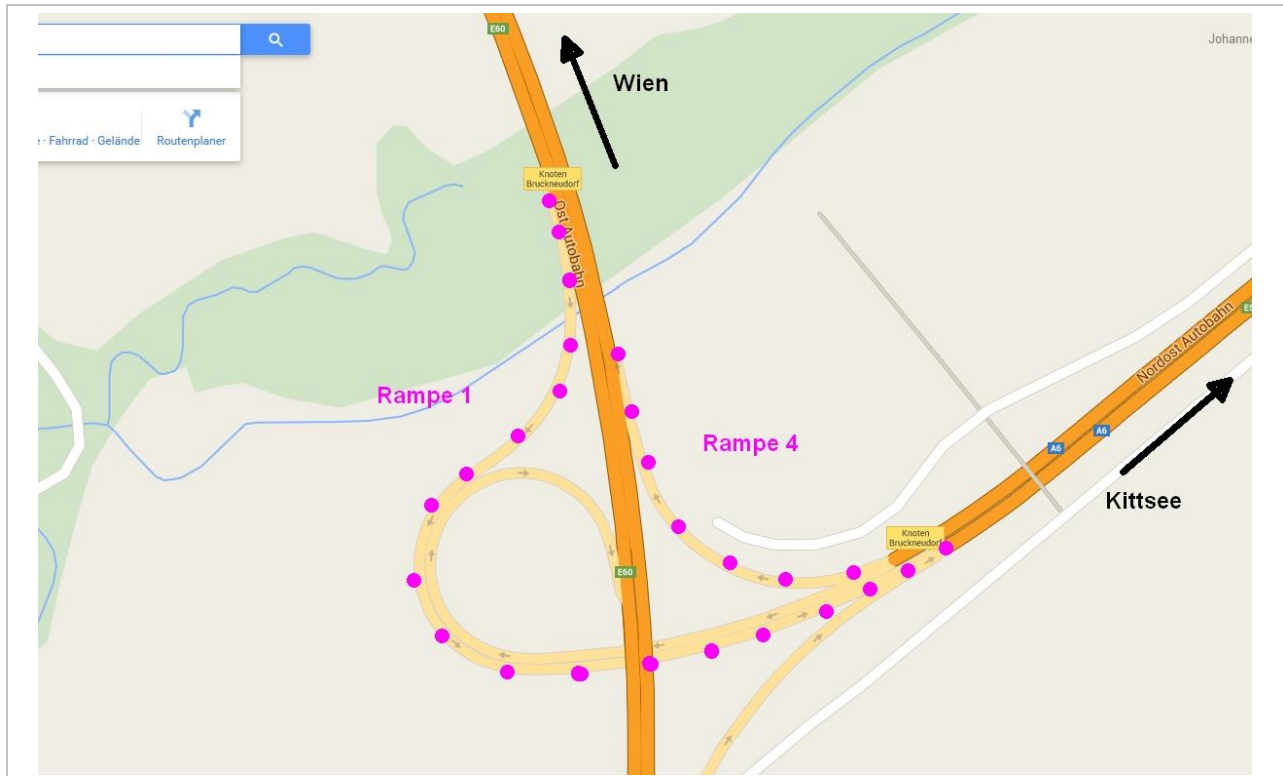 E60
Johanne
Wien
e · Fahrrad · Gelände
Routenplaner
Knoten
Bruckneudorf
Ost Autobahn
Nordost Autobahn
Rampe 1
Rampe 4
A6
A6
Kittsee
Knoten
Bruckneudorf
E60